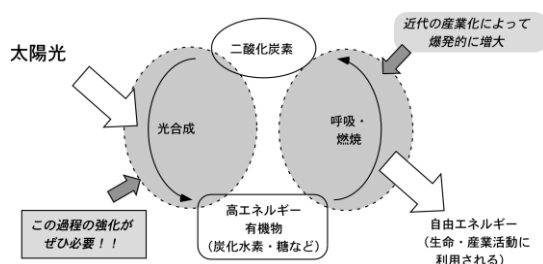 近代の産業化によって
爆発的に増大
太陽光
二酸化炭素
光合成
呼吸・
燃焼
高エネルギー
有機物
(炭化水素・糖など)
この過程の強化が
ぜひ必要！！
自由エネルギー
(生命・産業活動に
利用される)